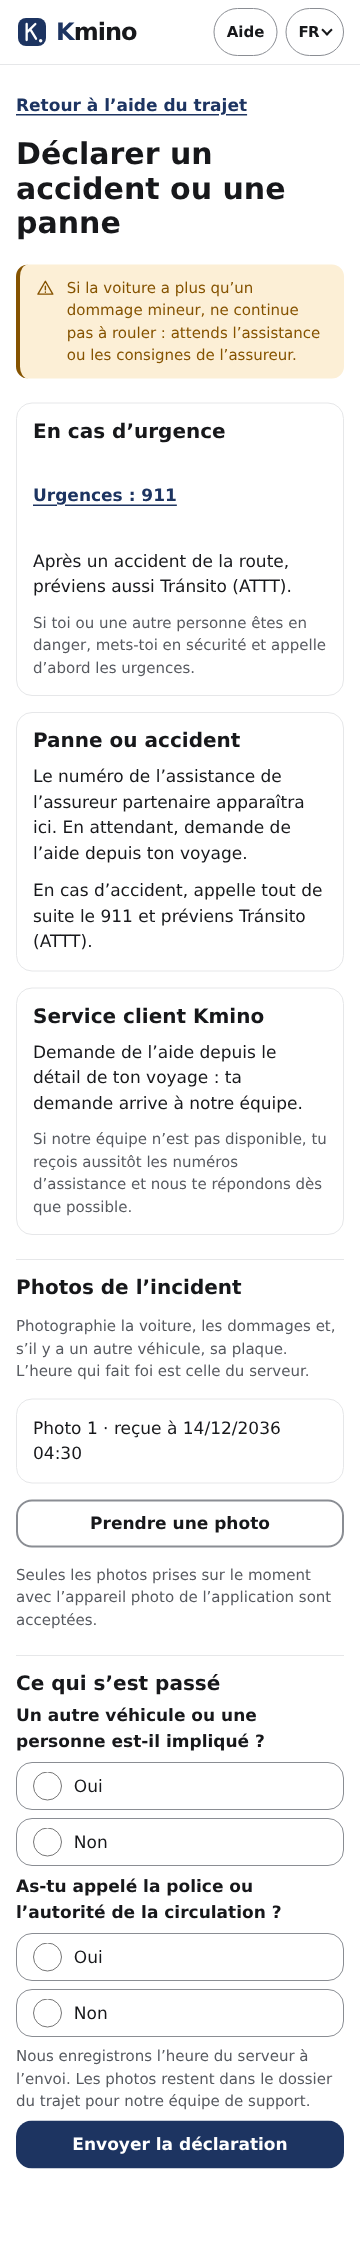 K. Kmino
Aide
FR
Retour à l’aide du trajet
Déclarer un
accident ou une
panne
Si la voiture a plus qu’un
dommage mineur, ne continue
pas à rouler : attends l’assistance
ou les consignes de l’assureur.
En cas d’urgence
Urgences : 911
Après un accident de la route,
préviens aussi Tránsito (ATTT).
Si toi ou une autre personne êtes en
danger, mets-toi en sécurité et appelle
d’abord les urgences.
Panne ou accident
Le numéro de l’assistance de
l’assureur partenaire apparaîtra
ici. En attendant, demande de
l’aide depuis ton voyage.
En cas d’accident, appelle tout de
suite le 911 et préviens Tránsito
(ATTT).
Service client Kmino
Demande de l’aide depuis le
détail de ton voyage : ta
demande arrive à notre équipe.
Si notre équipe n’est pas disponible, tu
reçois aussitôt les numéros
d’assistance et nous te répondons dès
que possible.
Photos de l’incident
Photographie la voiture, les dommages et,
s’il y a un autre véhicule, sa plaque.
L’heure qui fait foi est celle du serveur.
Photo 1 · reçue à 14/12/2036
04:30
Prendre une photo
Seules les photos prises sur le moment
avec l’appareil photo de l’application sont
acceptées.
Ce qui s’est passé
Un autre véhicule ou une
personne est-il impliqué ?
Oui
Non
As-tu appelé la police ou
l’autorité de la circulation ?
Oui
Non
Nous enregistrons l’heure du serveur à
l’envoi. Les photos restent dans le dossier
du trajet pour notre équipe de support.
Envoyer la déclaration